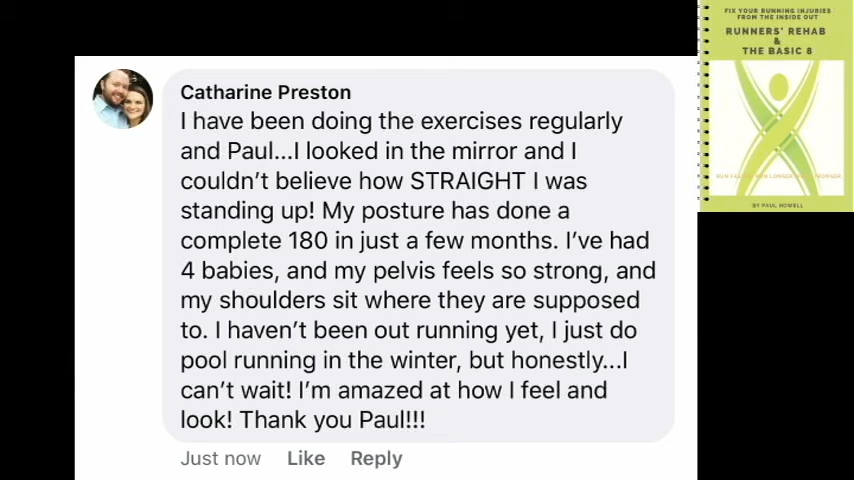 Catharine Preston
I have been doing the exercises regularly
and Paul...I looked in the mirror and I
couldn't believe how STRAIGHT I was
standing up! My posture has done a
complete 180 in just a few months. I've had
4 babies, and my pelvis feels so strong, and
my shoulders sit where they are supposed
to. I haven't been out running yet, I just do
pool running in the winter, but honestly...I
can't wait! I'm amazed at how I feel and
look! Thank you Paul!!!
Just now Like Reply
FIX YOUR RUNNING INJURIES
FROM THE INSIDE OUT
RUNNERS' REHAB
&
THE BASIC 8
BY PAUL HOWELL